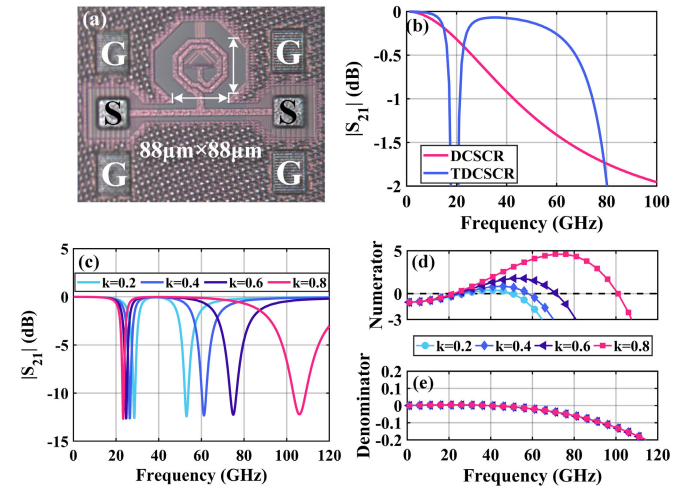 (a)
G G
S S
88μm×88μm
G G
(b)
|S21| (dB)
0
-0.5
-1
-1.5
-2
DCSCR
TDCSCR
0 20 40 60 80 100
Frequency (GHz)
(c)
k=0.2 k=0.4 k=0.6 k=0.8
|S21| (dB)
5
0
-5
-10
-15
0 20 40 60 80 100 120
Frequency (GHz)
(d)
Numerator
5
1
-3
k=0.2 k=0.4 k=0.6 k=0.8
(e)
Denominator
0.2
0.1
0
-0.1
-0.2
0 20 40 60 80 100 120
Frequency (GHz)